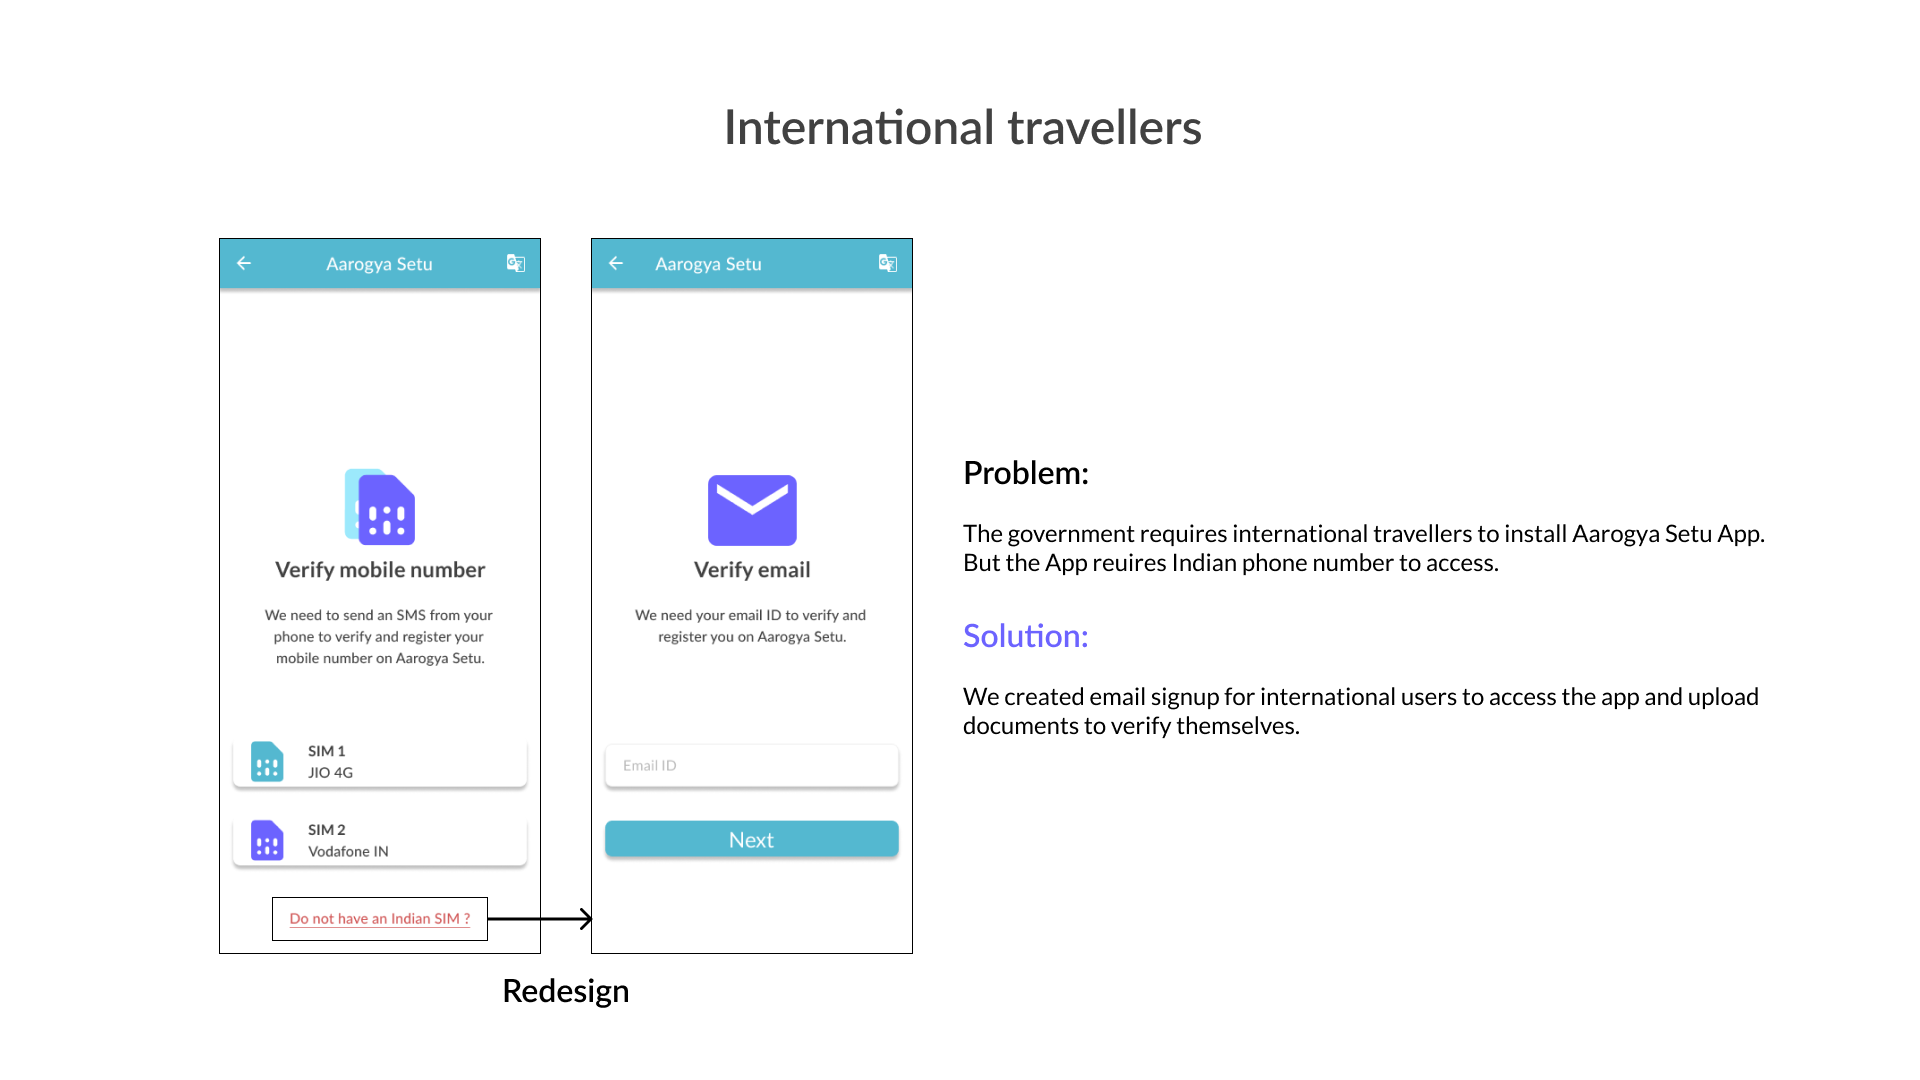 International travellers
Aarogya Setu
Verify mobile number
We need to send an SMS from your
phone to verify and register your
mobile number on Aarogya Setu.
SIM 1
JIO 4G
SIM 2
Vodafone IN
Do not have an Indian SIM ?
Aarogya Setu
Verify email
We need your email ID to verify and
register you on Aarogya Setu.
Email ID
Next
Redesign
Problem:
The government requires international travellers to install Aarogya Setu App.
But the App reuires Indian phone number to access.
Solution:
We created email signup for international users to access the app and upload
documents to verify themselves.